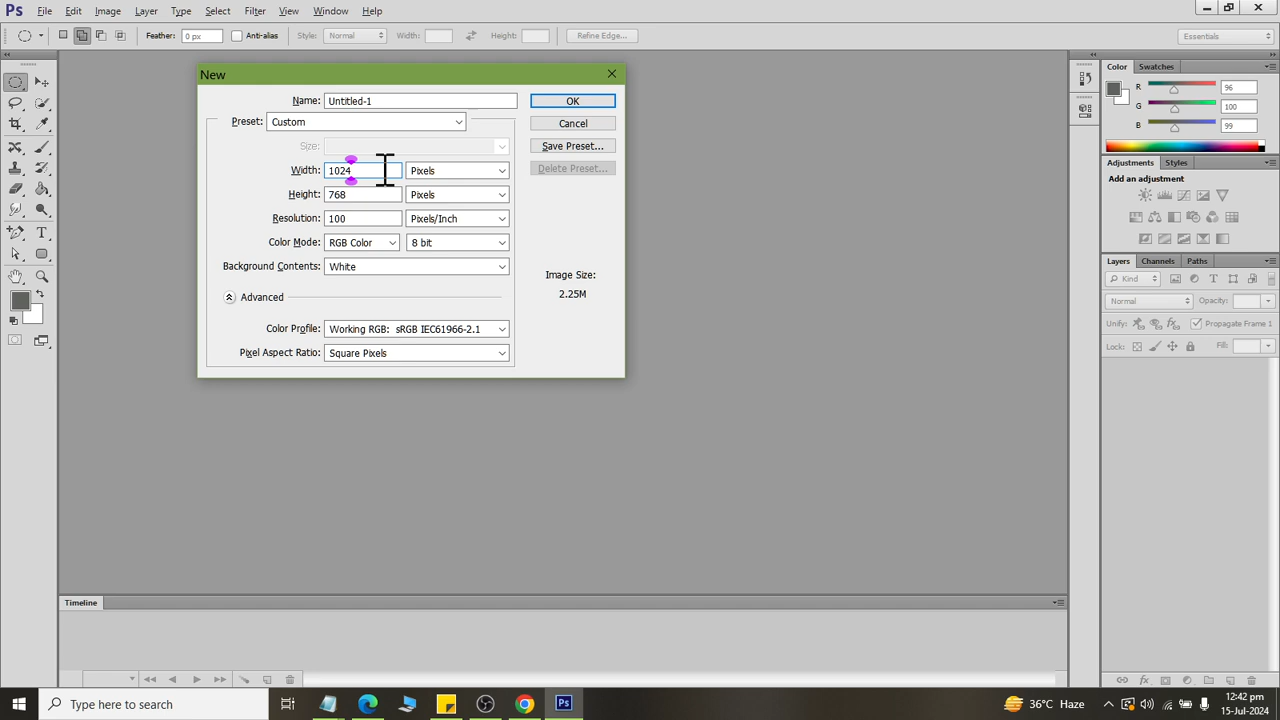 Ps File Edit Image Layer Type Select Filter View Window Help
Feather: 0 px Anti-alias Style: Normal Width: Height: Refine Edge... Essentials
New
Name: Untitled-1 OK
Preset: Custom Cancel
Size: Save Preset...
Width: 1024 Pixels Delete Preset...
Height: 768 Pixels
Resolution: 100 Pixels/Inch
Color Mode: RGB Color 8 bit
Background Contents: White
Image Size:
2.25M
Advanced
Color Profile: Working RGB: sRGB IEC61966-2.1
Pixel Aspect Ratio: Square Pixels
Color Swatches
R 96
G 100
B 99
Adjustments Styles
Add an adjustment
Layers Channels Paths
Kind
Normal Opacity:
Unify: Propagate Frame 1
Lock: Fill:
Timeline
Type here to search
Ps
36°C Haze
12:42 pm
15-Jul-2024